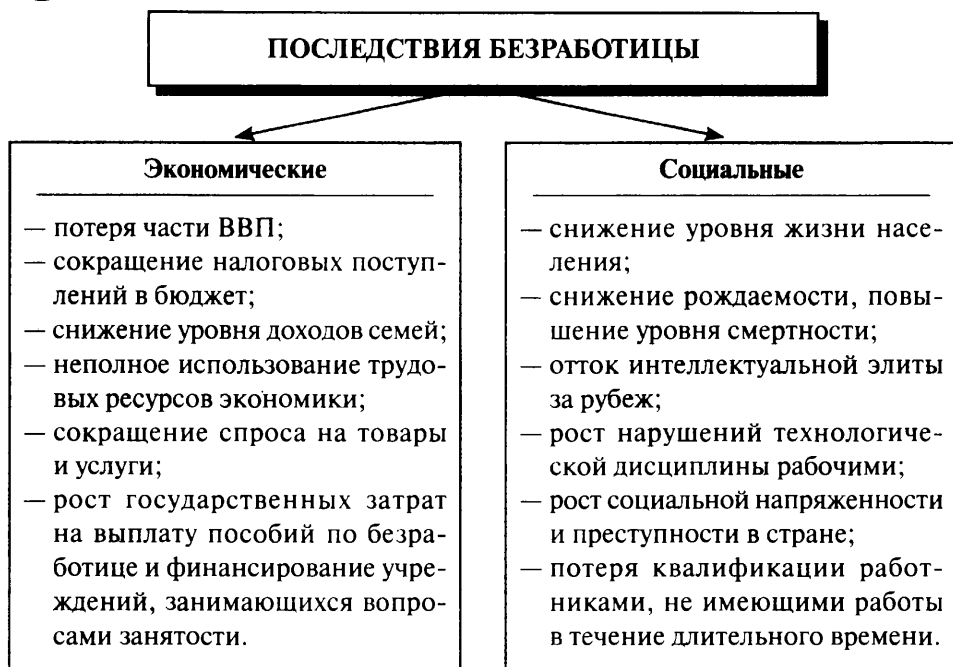 ПОСЛЕДСТВИЯ БЕЗРАБОТИЦЫ
Экономические
— потеря части ВВП;
— сокращение налоговых поступ-
лений в бюджет;
— снижение уровня доходов семей;
— неполное использование трудо-
вых ресурсов экономики;
— сокращение спроса на товары
и услуги;
— рост государственных затрат
на выплату пособий по безра-
ботице и финансирование учре-
ждений, занимающихся вопро-
сами занятости.
Социальные
— снижение уровня жизни насе-
ления;
— снижение рождаемости, повы-
шение уровня смертности;
— отток интеллектуальной элиты
за рубеж;
— рост нарушений технологиче-
ской дисциплины рабочими;
— рост социальной напряженности
и преступности в стране;
— потеря квалификации работ-
никами, не имеющими работы
в течение длительного времени.